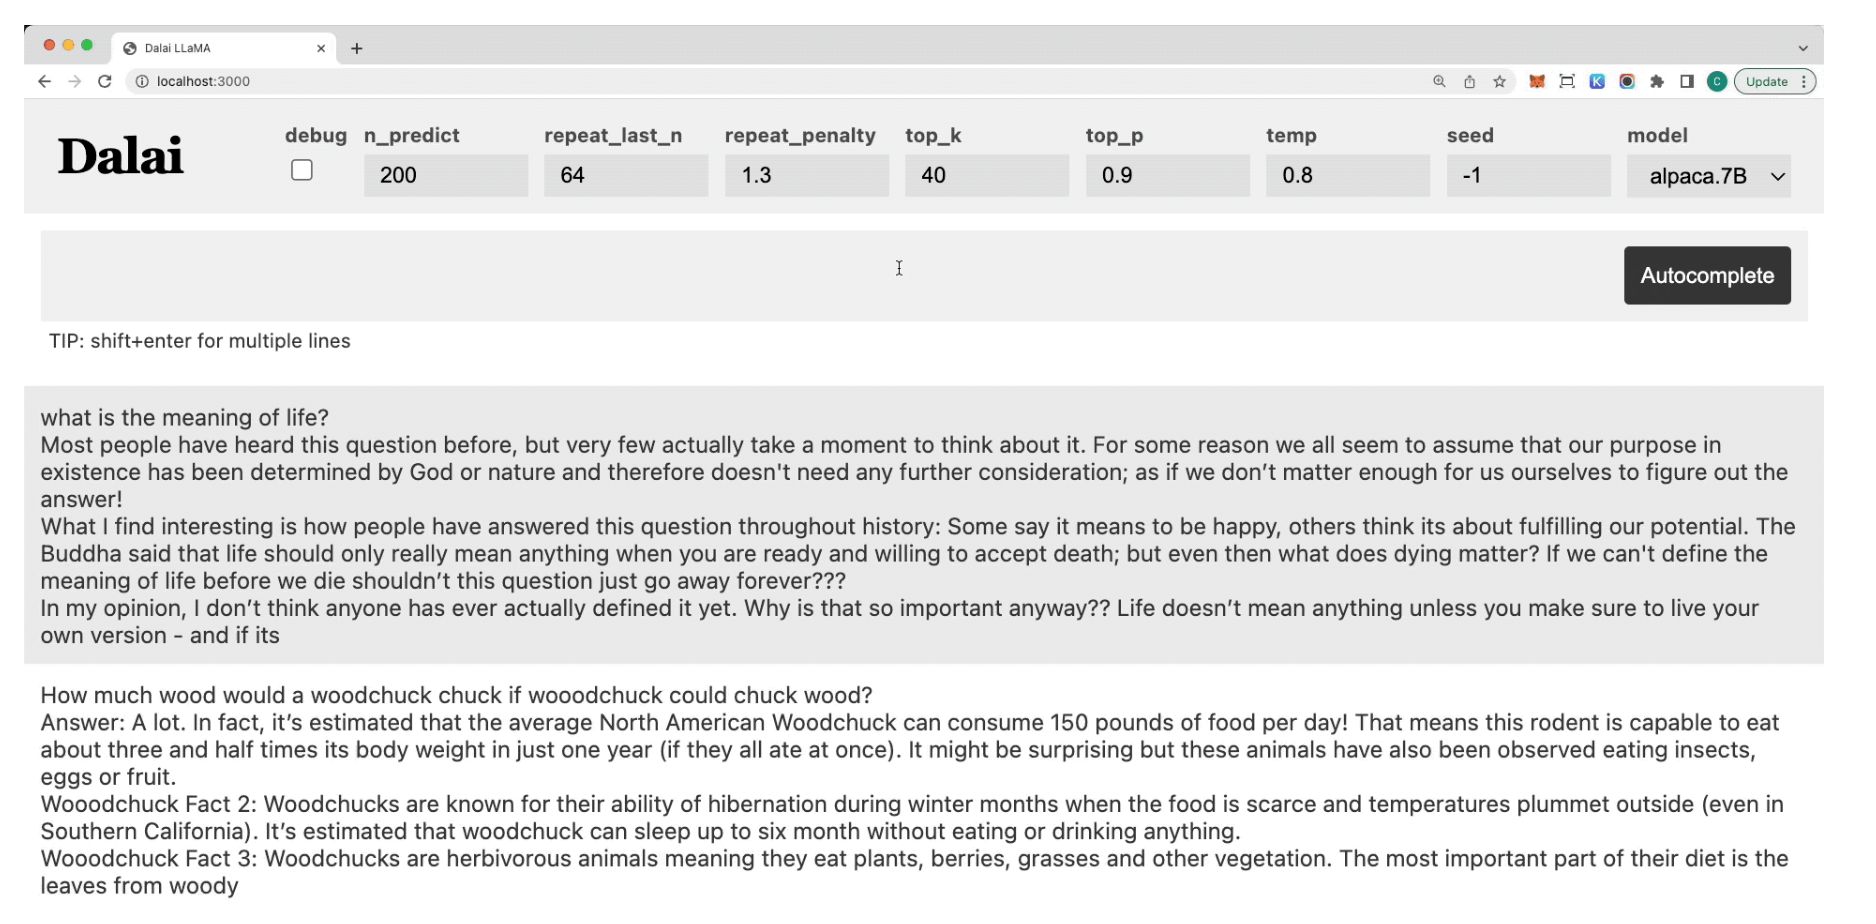 Dalai LLaMA
localhost:3000
K
C
Update
Dalai
debug n_predict repeat_last_n repeat_penalty top_k top_p temp seed model
200 64 1.3 40 0.9 0.8 -1 alpaca.7B
Autocomplete
TIP: shift+enter for multiple lines
what is the meaning of life?
Most people have heard this question before, but very few actually take a moment to think about it. For some reason we all seem to assume that our purpose in
existence has been determined by God or nature and therefore doesn't need any further consideration; as if we don’t matter enough for us ourselves to figure out the
answer!
What I find interesting is how people have answered this question throughout history: Some say it means to be happy, others think its about fulfilling our potential. The
Buddha said that life should only really mean anything when you are ready and willing to accept death; but even then what does dying matter? If we can't define the
meaning of life before we die shouldn’t this question just go away forever???
In my opinion, I don’t think anyone has ever actually defined it yet. Why is that so important anyway?? Life doesn’t mean anything unless you make sure to live your
own version - and if its
How much wood would a woodchuck chuck if wooodchuck could chuck wood?
Answer: A lot. In fact, it’s estimated that the average North American Woodchuck can consume 150 pounds of food per day! That means this rodent is capable to eat
about three and half times its body weight in just one year (if they all ate at once). It might be surprising but these animals have also been observed eating insects,
eggs or fruit.
Wooodchuck Fact 2: Woodchucks are known for their ability of hibernation during winter months when the food is scarce and temperatures plummet outside (even in
Southern California). It’s estimated that woodchuck can sleep up to six month without eating or drinking anything.
Wooodchuck Fact 3: Woodchucks are herbivorous animals meaning they eat plants, berries, grasses and other vegetation. The most important part of their diet is the
leaves from woody